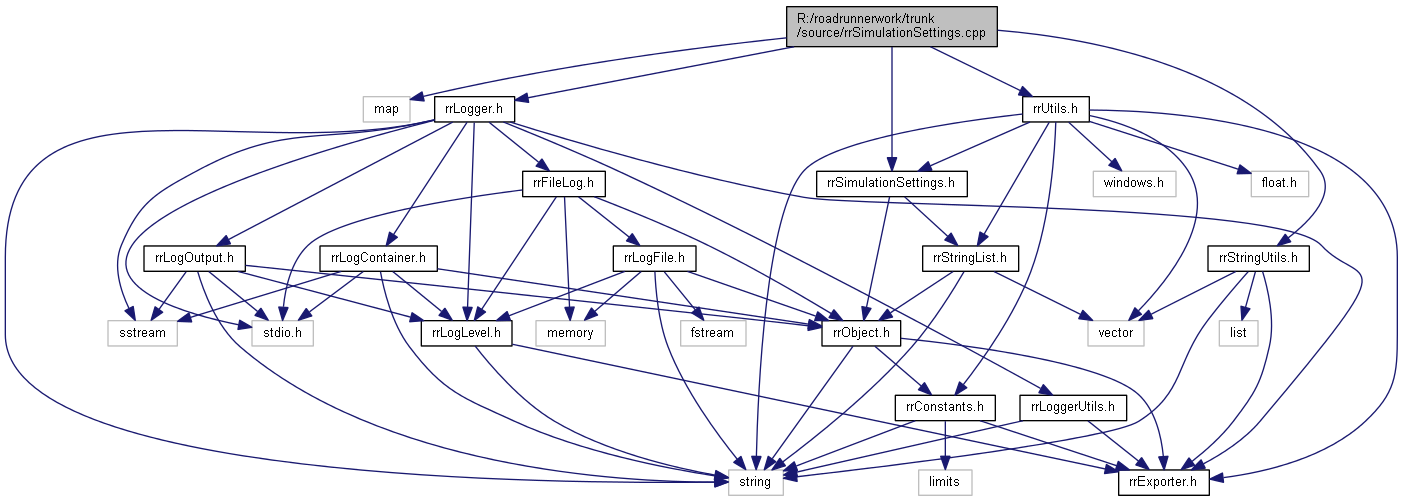 R:/roadrunnerwork/trunk
/source/rrSimulationSettings.cpp
map
rrLogger.h
rrUtils.h
rrFileLog.h
rrSimulationSettings.h
windows.h
float.h
rrLogOutput.h
rrLogContainer.h
rrLogFile.h
rrStringList.h
rrStringUtils.h
sstream
stdio.h
rrLogLevel.h
memory
fstream
rrObject.h
vector
list
rrConstants.h
rrLoggerUtils.h
string
limits
rrExporter.h